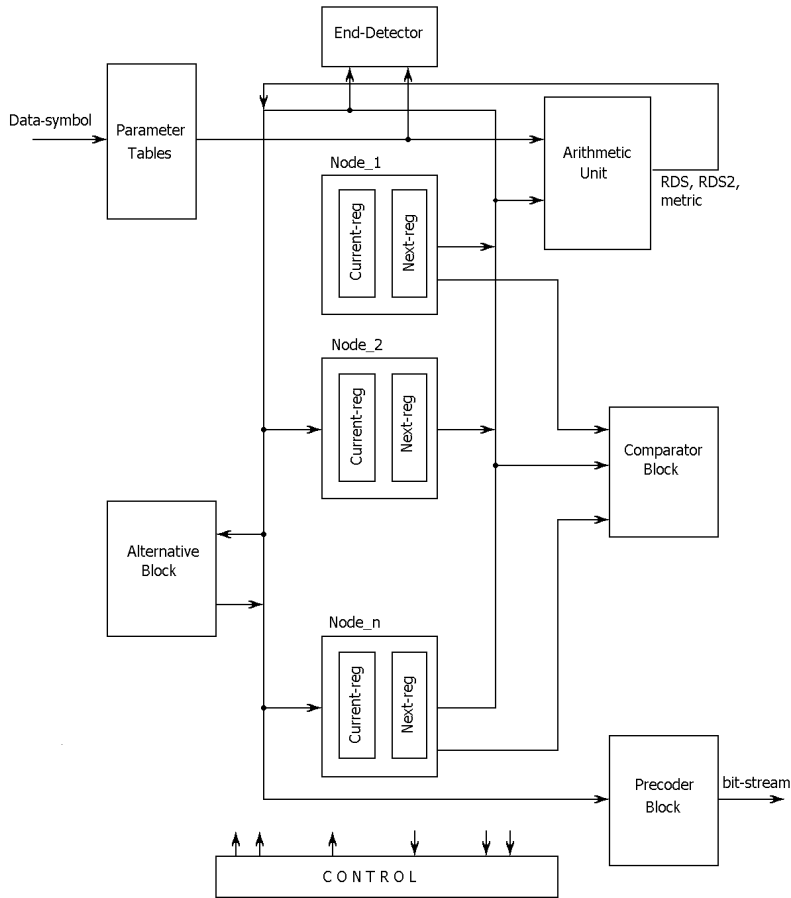 End-Detector
Data-symbol
Parameter
Tables
Arithmetic
Unit
RDS, RDS2,
metric
Node_1
Current-reg
Next-reg
Node_2
Current-reg
Next-reg
Comparator
Block
Alternative
Block
Node_n
Current-reg
Next-reg
Precoder
Block
bit-stream
CONTROL